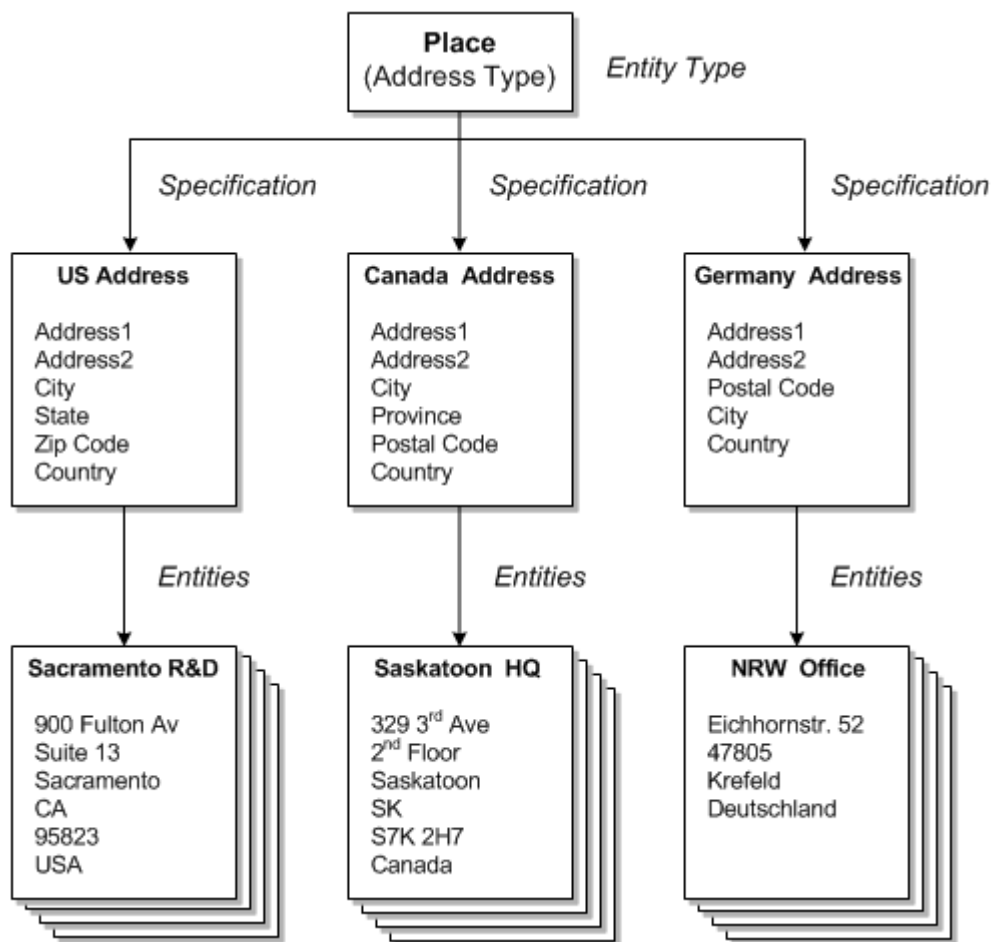 Place
(Address Type)
Entity Type
Specification
Specification
Specification
US Address
Address1
Address2
City
State
Zip Code
Country
Canada Address
Address1
Address2
City
Province
Postal Code
Country
Germany Address
Address1
Address2
Postal Code
City
Country
Entities
Entities
Entities
Sacramento R&D
900 Fulton Av
Suite 13
Sacramento
CA
95823
USA
Saskatoon HQ
329 3rd Ave
2nd Floor
Saskatoon
SK
S7K 2H7
Canada
NRW Office
Eichhornstr. 52
47805
Krefeld
Deutschland